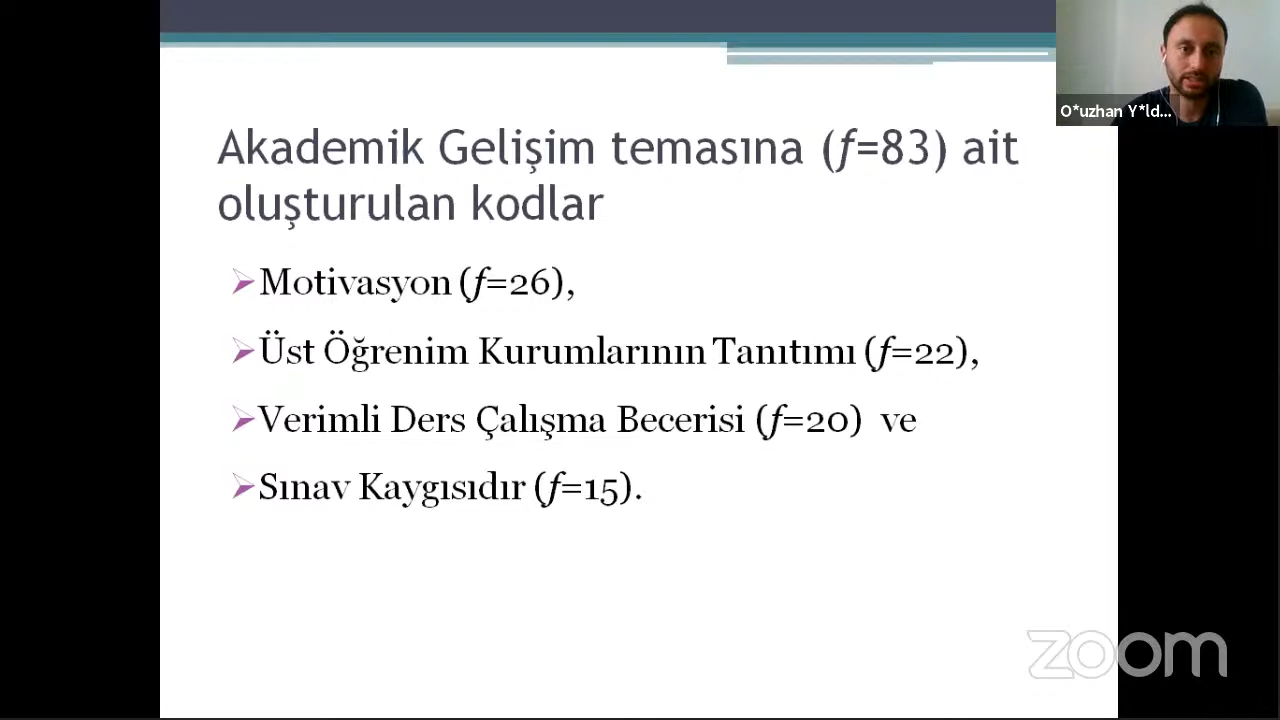 O*uzhan Y*ld...
Akademik Gelişim temasına (f=83) ait
oluşturulan kodlar
Motivasyon (f=26),
Üst Öğrenim Kurumlarının Tanıtımı (f=22),
Verimli Ders Çalışma Becerisi (f=20) ve
Sınav Kaygısıdır (f=15).
zoom